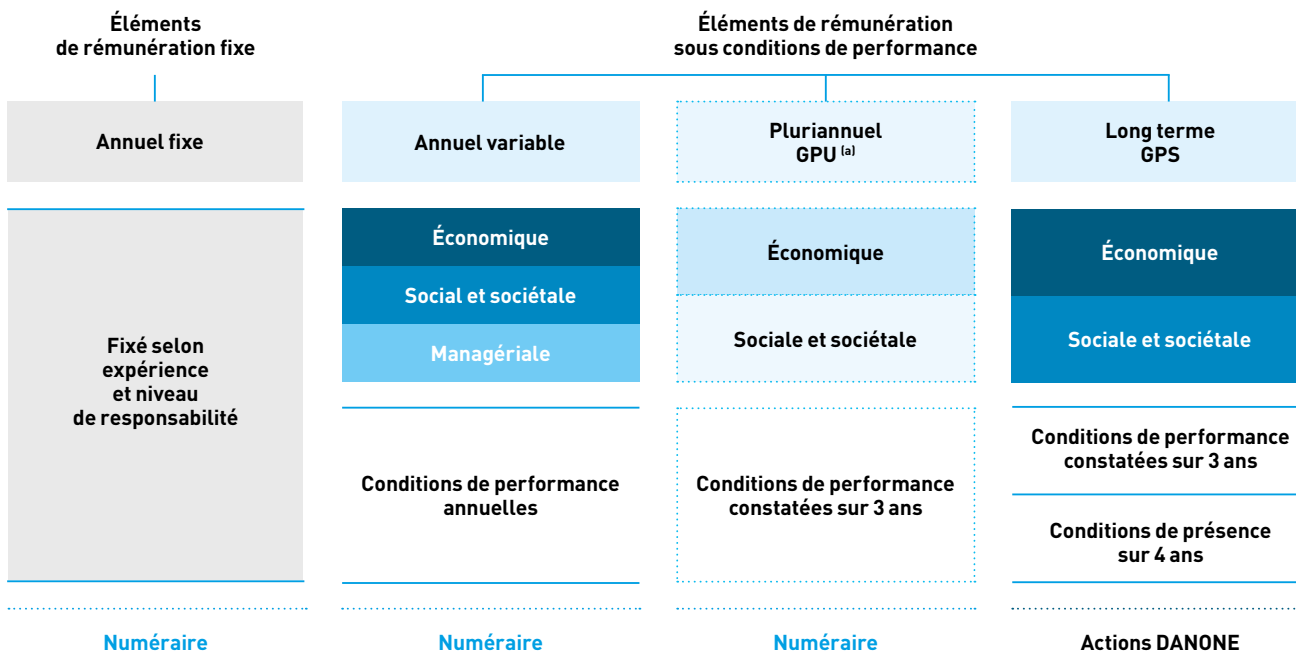 Éléments
de rémunération fixe
Éléments de rémunération
sous conditions de performance
Annuel fixe
Annuel variable
Pluriannuel
GPU (a)
Long terme
GPS
Fixé selon
expérience
et niveau
de responsabilité
Économique
Social et sociétale
Managériale
Conditions de performance
annuelles
Économique
Sociale et sociétale
Conditions de performance
constatées sur 3 ans
Économique
Sociale et sociétale
Conditions de performance
constatées sur 3 ans
Conditions de présence
sur 4 ans
Numéraire
Numéraire
Numéraire
Actions DANONE